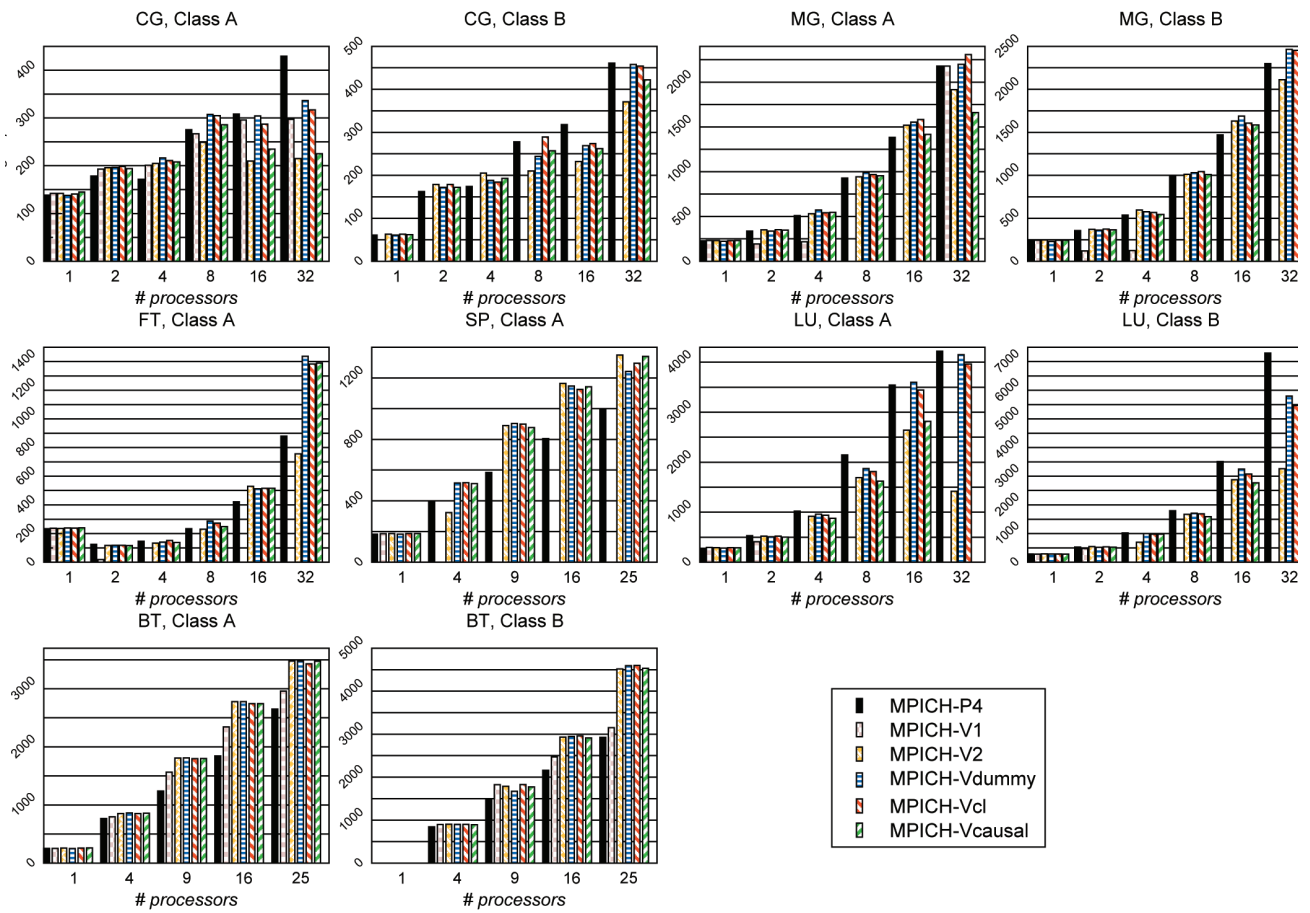 CG, Class A
400
300
200
100
0
1 2 4 8 16 32
# processors
CG, Class B
500
400
300
200
100
0
1 2 4 8 16 32
# processors
MG, Class A
2000
1500
1000
500
0
1 2 4 8 16 32
# processors
MG, Class B
2500
2000
1500
1000
500
0
1 2 4 8 16 32
# processors
FT, Class A
1400
1200
1000
800
600
400
200
0
1 2 4 8 16 32
# processors
SP, Class A
1200
800
400
0
1 4 9 16 25
# processors
LU, Class A
4000
3000
2000
1000
0
1 2 4 8 16 32
# processors
LU, Class B
7000
6000
5000
4000
3000
2000
1000
0
1 2 4 8 16 32
# processors
BT, Class A
3000
2000
1000
0
1 4 9 16 25
# processors
BT, Class B
5000
4000
3000
2000
1000
0
1 4 9 16 25
# processors
MPICH-P4
MPICH-V1
MPICH-V2
MPICH-Vdummy
MPICH-Vcl
MPICH-Vcausal